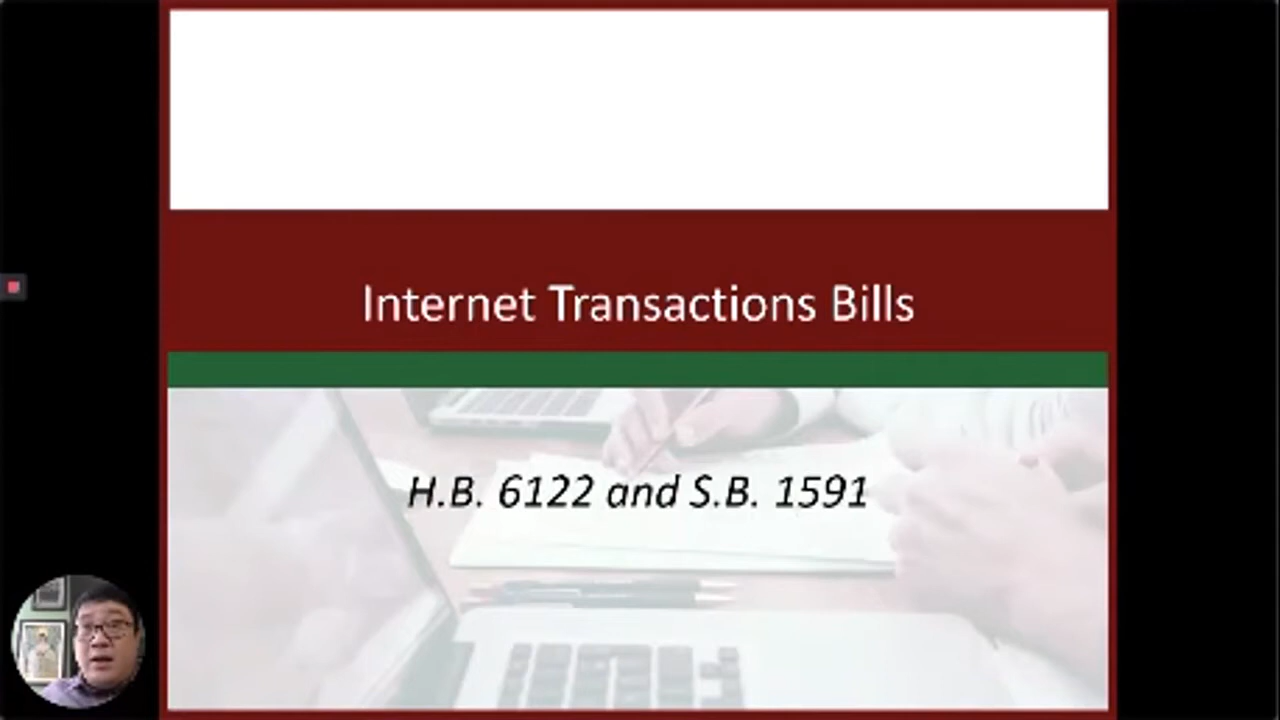 Internet Transactions Bills
H.B. 6122 and S.B. 1591